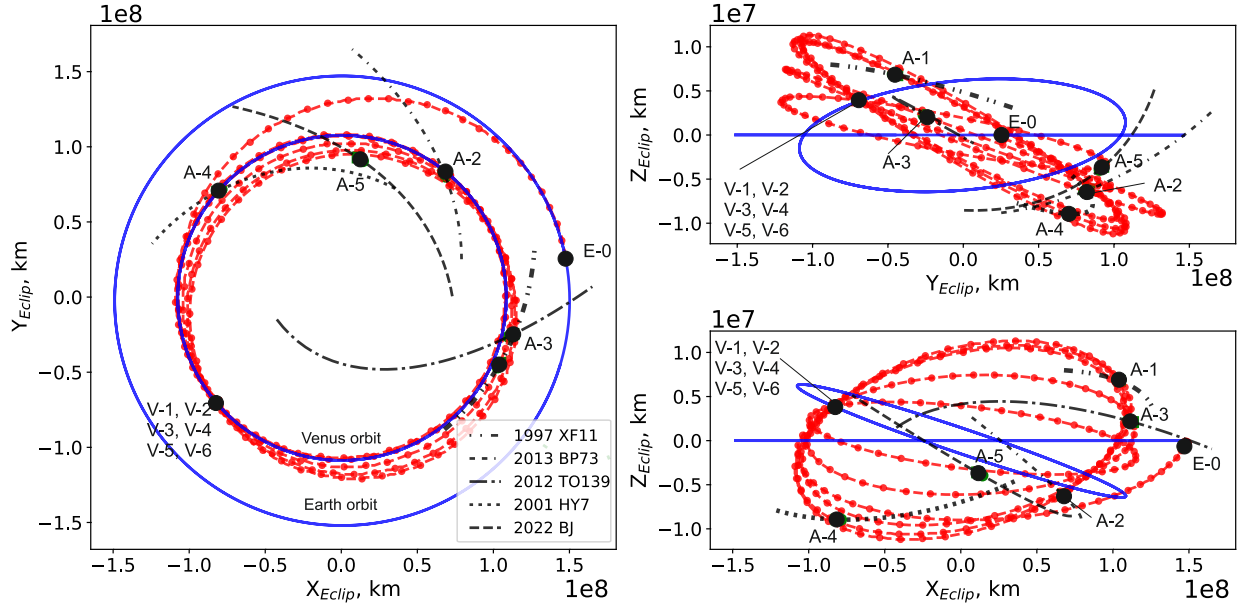 1e8
1.5
1.0
0.5
0.0
−0.5
−1.0
−1.5
Y_Eclip, km
−1.5 −1.0 −0.5 0.0 0.5 1.0 1.5
1e8
X_Eclip, km
A-4
A-5
A-2
E-0
A-3
V-1, V-2
V-3, V-4
V-5, V-6
Venus orbit
Earth orbit
1997 XF11
2013 BP73
2012 TO139
2001 HY7
2022 BJ
1e7
1.0
0.5
0.0
−0.5
−1.0
Z_Eclip, km
−1.5 −1.0 −0.5 0.0 0.5 1.0 1.5
1e8
Y_Eclip, km
A-1
E-0
A-3
A-5
A-2
A-4
V-1, V-2
V-3, V-4
V-5, V-6
1e7
1.0
0.5
0.0
−0.5
−1.0
Z_Eclip, km
−1.5 −1.0 −0.5 0.0 0.5 1.0 1.5
1e8
X_Eclip, km
V-1, V-2
V-3, V-4
V-5, V-6
A-1
A-3
E-0
A-5
A-2
A-4